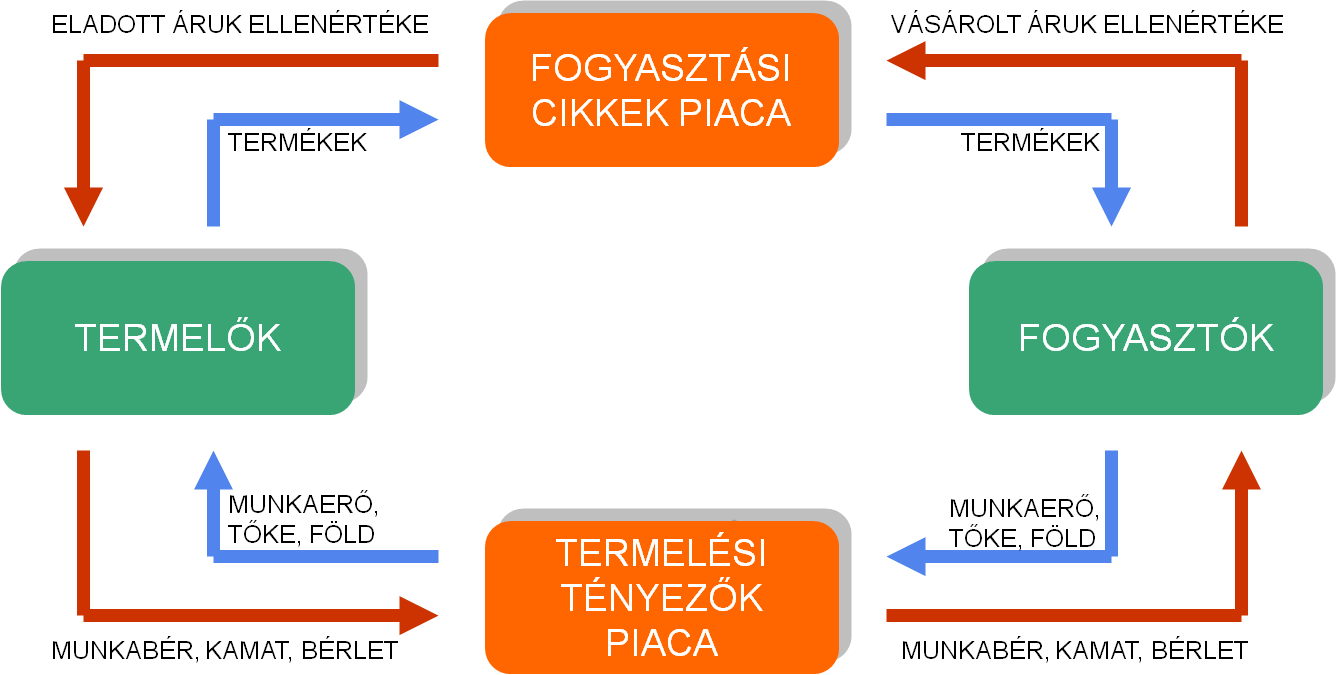 ELADOTT ÁRUK ELLENÉRTÉKE
VÁSÁROLT ÁRUK ELLENÉRTÉKE
FOGYASZTÁSI
CIKKEK PIACA
TERMÉKEK
TERMÉKEK
TERMELŐK
FOGYASZTÓK
MUNKAERŐ,
TŐKE, FÖLD
MUNKAERŐ,
TŐKE, FÖLD
TERMELÉSI
TÉNYEZŐK
PIACA
MUNKABÉR, KAMAT, BÉRLET
MUNKABÉR, KAMAT, BÉRLET